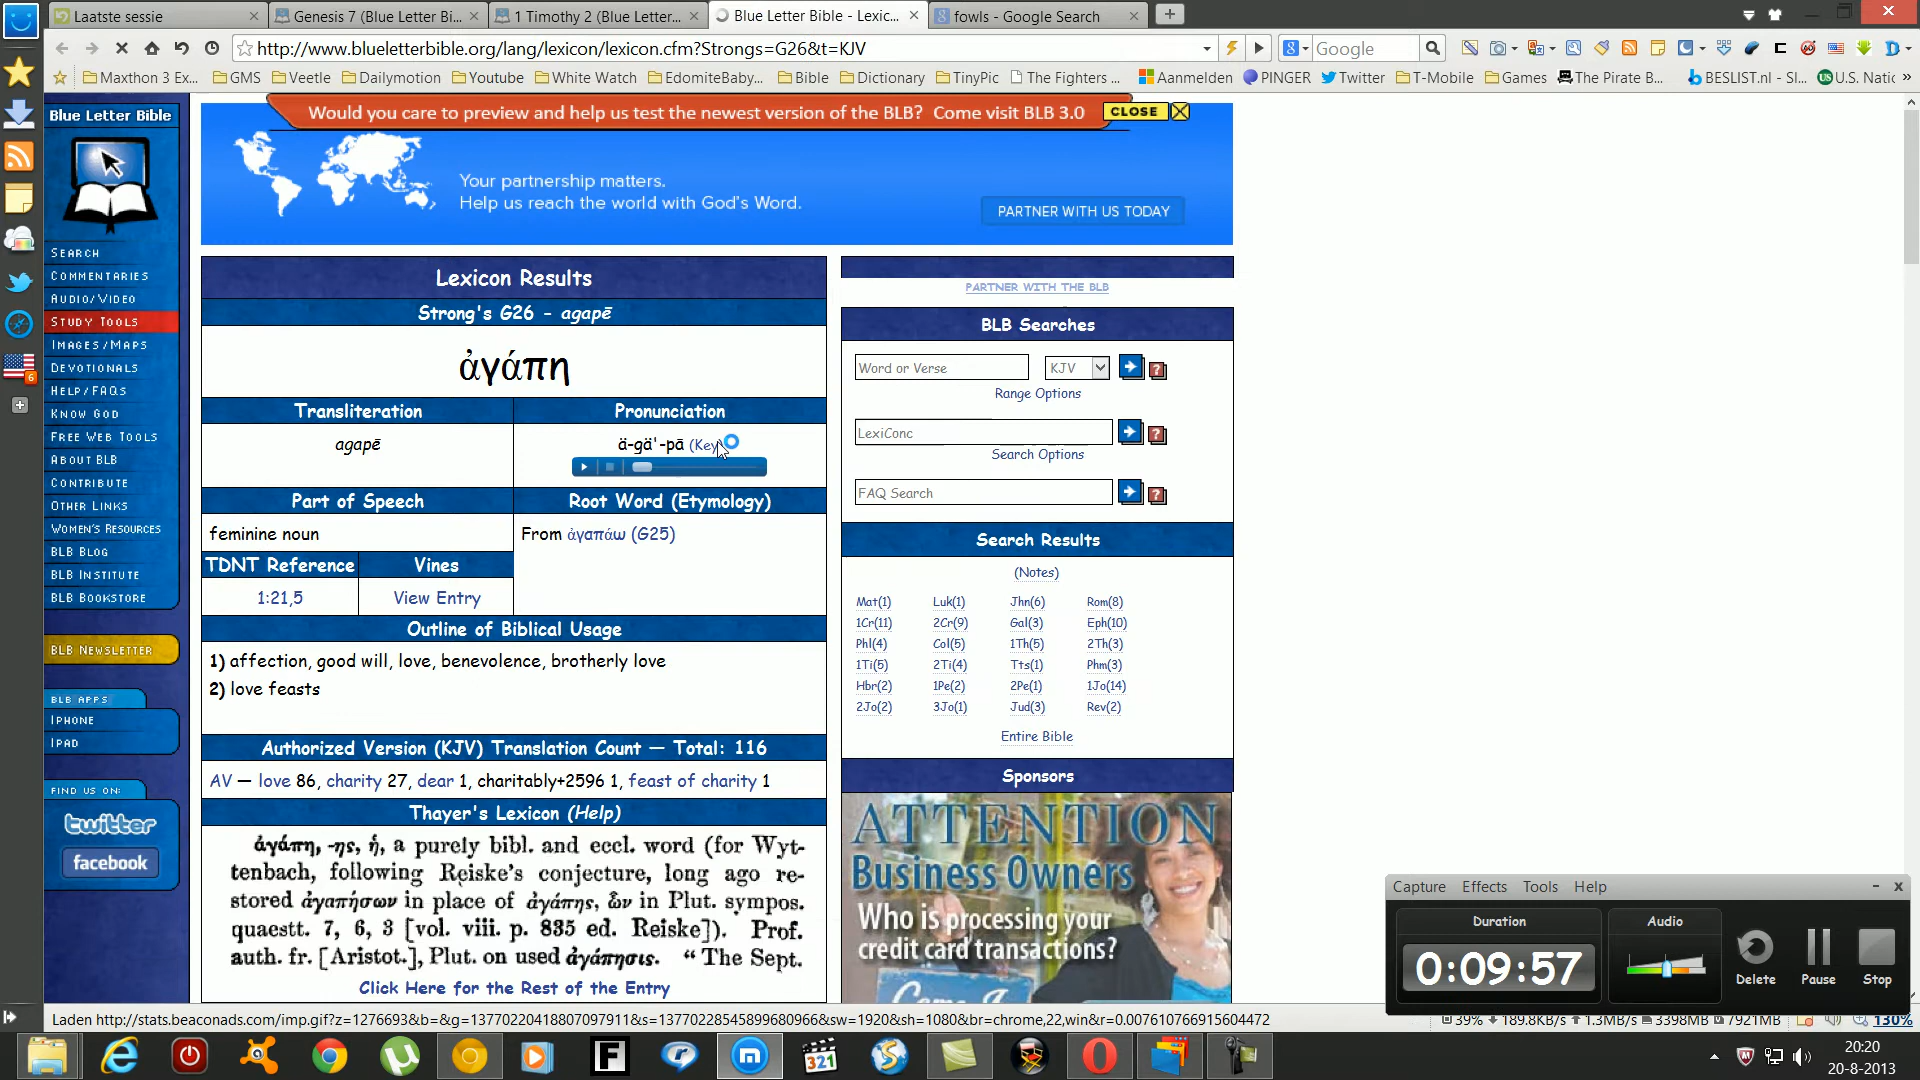 Laatste sessie
Genesis 7 (Blue Letter Bi...
1 Timothy 2 (Blue Letter...
Blue Letter Bible - Lexic...
fowls - Google Search
http://www.blueletterbible.org/lang/lexicon/lexicon.cfm?Strongs=G26&t=KJV
Google
Maxthon 3 Ex...
GMS
Veetle
Dailymotion
Youtube
White Watch
EdomiteBaby...
Bible
Dictionary
TinyPic
The Fighters ...
Aanmelden
PINGER
Twitter
T-Mobile
Games
The Pirate B...
BESLIST.nl - Sl...
U.S. Natic
Blue Letter Bible
SEARCH
COMMENTARIES
AUDIO/VIDEO
STUDY TOOLS
IMAGES/MAPS
DEVOTIONALS
HELP/FAQS
KNOW GOD
FREE WEB TOOLS
ABOUT BLB
CONTRIBUTE
OTHER LINKS
WOMEN'S RESOURCES
BLB BLOG
BLB INSTITUTE
BLB BOOKSTORE
BLB NEWSLETTER
BLB APPS
IPHONE
IPAD
FIND US ON:
twitter
facebook
6
Would you care to preview and help us test the newest version of the BLB? Come visit BLB 3.0
CLOSE
Your partnership matters.
Help us reach the world with God's Word.
PARTNER WITH US TODAY
Lexicon Results
Strong's G26 - agapē
ἀγάπη
Transliteration
Pronunciation
agapē
ä-gä'-pā (Key)
Part of Speech
Root Word (Etymology)
feminine noun
From ἀγαπάω (G25)
TDNT Reference
Vines
1:21,5
View Entry
Outline of Biblical Usage
1) affection, good will, love, benevolence, brotherly love
2) love feasts
Authorized Version (KJV) Translation Count — Total: 116
AV — love 86, charity 27, dear 1, charitably+2596 1, feast of charity 1
Thayer's Lexicon (Help)
ἀγάπη, -ης, ἡ, a purely bibl. and eccl. word (for Wyt-
tenbach, following Reiske's conjecture, long ago re-
stored ἀγαπήσων in place of ἀγάπης, ὧν in Plut. sympos.
quaestt. 7, 6, 3 [vol. viii. p. 835 ed. Reiske]). Prof.
auth. fr. [Aristot.], Plut. on used ἀγάπησις. "The Sept.
Click Here for the Rest of the Entry
PARTNER WITH THE BLB
BLB Searches
Word or Verse
KJV
Range Options
LexiConc
Search Options
FAQ Search
Search Results
(Notes)
Mat(1) Luk(1) Jhn(6) Rom(8)
1Cr(11) 2Cr(9) Gal(3) Eph(10)
Phl(4) Col(5) 1Th(5) 2Th(3)
1Ti(5) 2Ti(4) Tts(1) Phm(3)
Hbr(2) 1Pe(2) 2Pe(1) 1Jo(14)
2Jo(2) 3Jo(1) Jud(3) Rev(2)
Entire Bible
Sponsors
ATTENTION
Business Owners
Who is processing your
credit card transactions?
Come I
Capture Effects Tools Help
Duration
Audio
0:09:57
Delete
Pause
Stop
Laden http://stats.beaconads.com/imp.gif?z=1276693&b=&g=13770220418807097911&s=13770228545899680966&sw=1920&sh=1080&br=chrome,22,win&r=0.007610766915604472
39% 189.8KB/s 1.3MB/s 3398MB 7921MB
130%
F
321
20:20
20-8-2013